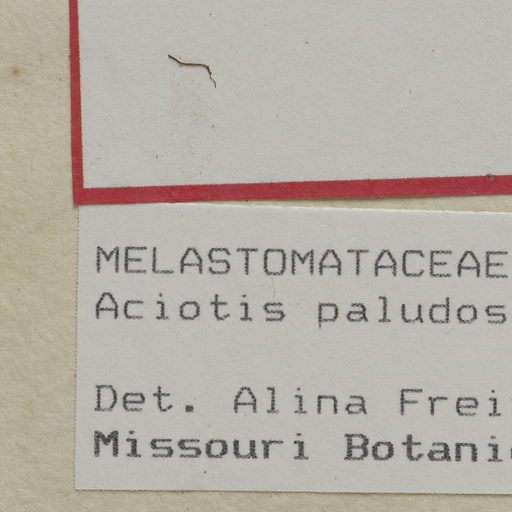 MELASTOMATACEAE
Aciotis paludos
Det. Alina Frei
Missouri Botani